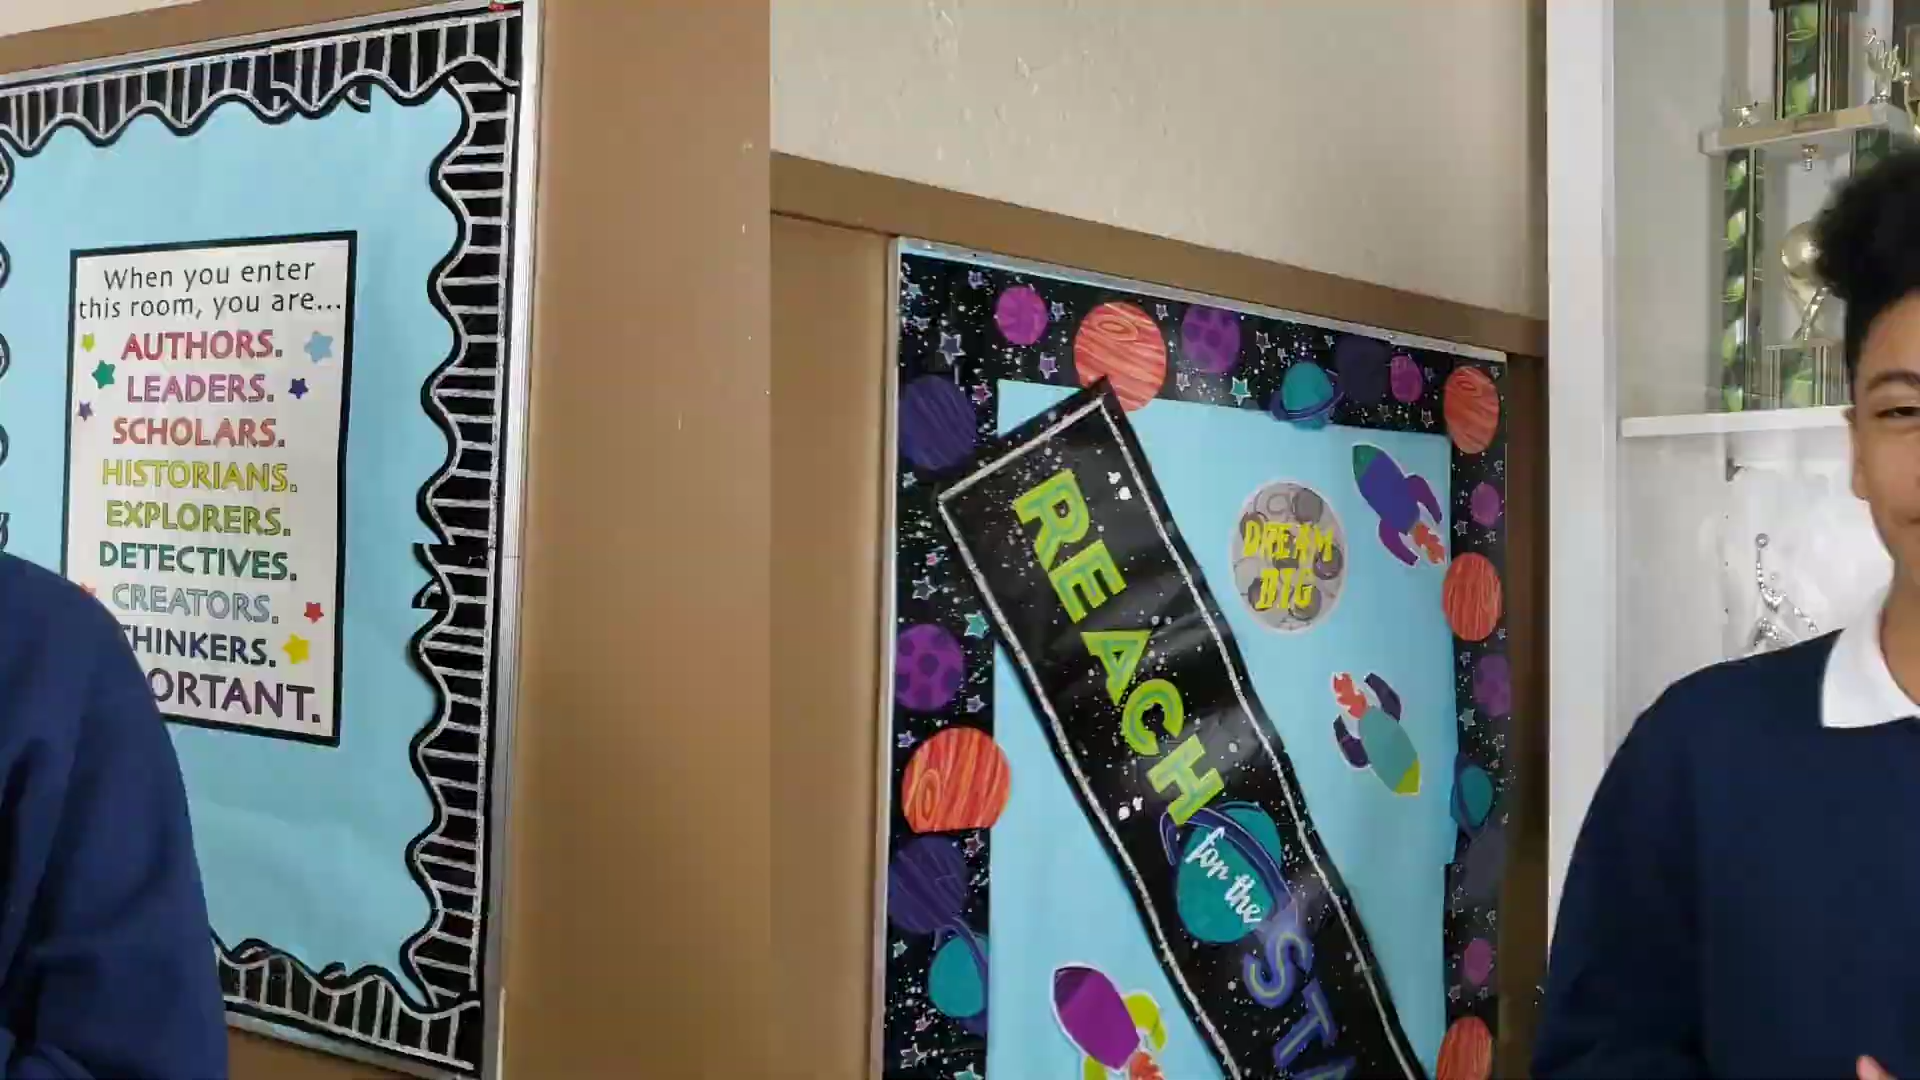 When you enter
this room, you are...
AUTHORS.
LEADERS.
SCHOLARS.
HISTORIANS.
EXPLORERS.
DETECTIVES.
CREATORS.
THINKERS.
ORTANT.
REACH
for the
STA
DREAM
BIG